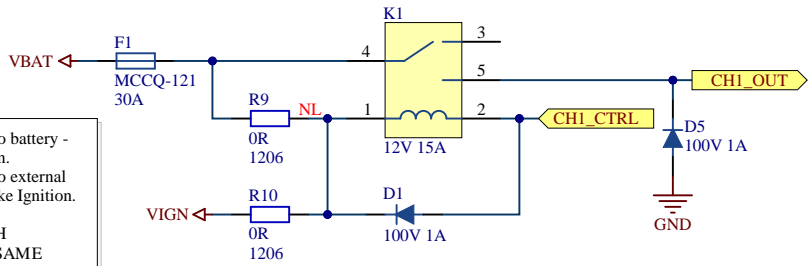 K1
VBAT
F1
MCCQ-121
30A
4
3
5
CH1_OUT
R9
0R
1206
NL
1
2
CH1_CTRL
12V 15A
D5
100V 1A
GND
VIGN
R10
0R
1206
D1
100V 1A
o battery -
n.
o external
ke Ignition.
H
SAME